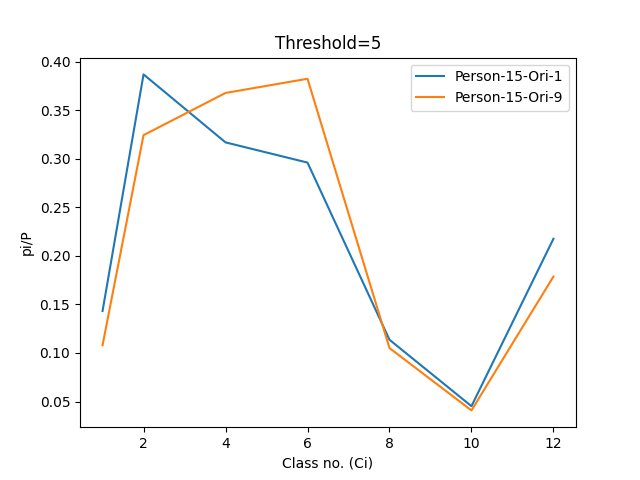 Threshold=5
Person-15-Ori-1
Person-15-Ori-9
pi/P
0.40
0.35
0.30
0.25
0.20
0.15
0.10
0.05
2 4 6 8 10 12
Class no. (Ci)